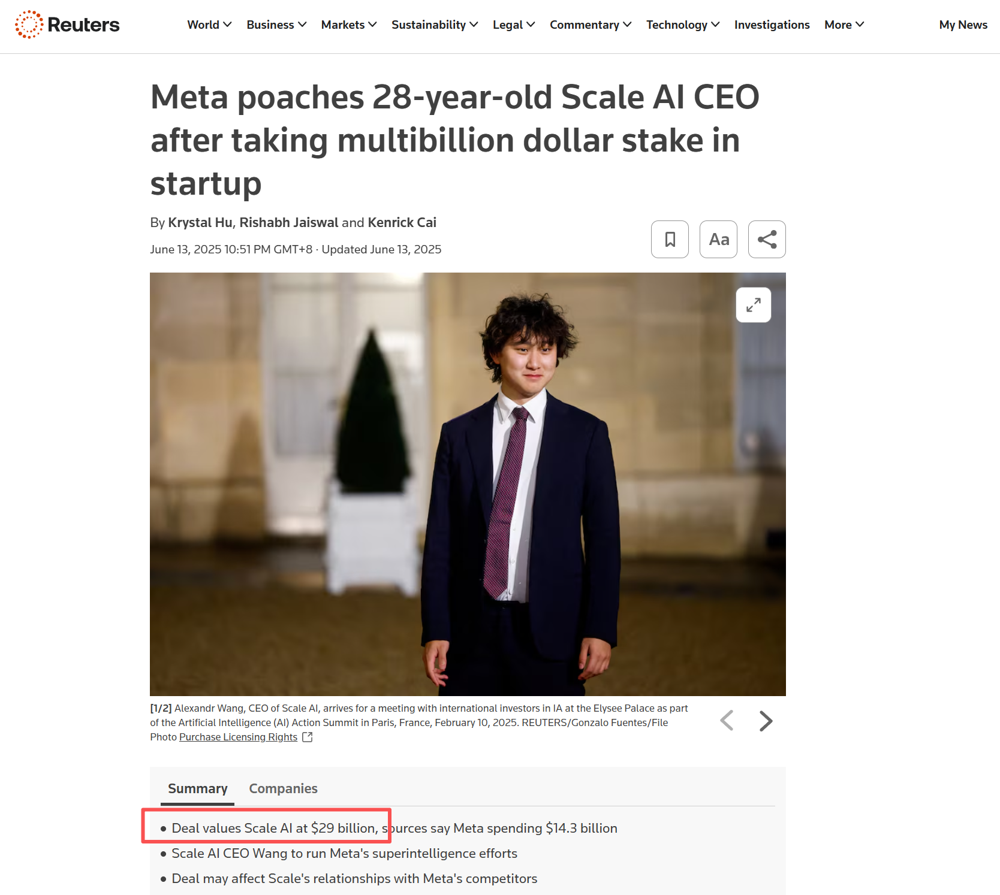 Reuters
World Business Markets Sustainability Legal Commentary Technology Investigations More My News
Meta poaches 28-year-old Scale AI CEO
after taking multibillion dollar stake in
startup
By Krystal Hu, Rishabh Jaiswal and Kenrick Cai
June 13, 2025 10:51 PM GMT+8 · Updated June 13, 2025
Aa
[1/2] Alexandr Wang, CEO of Scale AI, arrives for a meeting with international investors in IA at the Elysee Palace as part
of the Artificial Intelligence (AI) Action Summit in Paris, France, February 10, 2025. REUTERS/Gonzalo Fuentes/File
Photo Purchase Licensing Rights
Summary Companies
• Deal values Scale AI at $29 billion, sources say Meta spending $14.3 billion
• Scale AI CEO Wang to run Meta's superintelligence efforts
• Deal may affect Scale's relationships with Meta's competitors